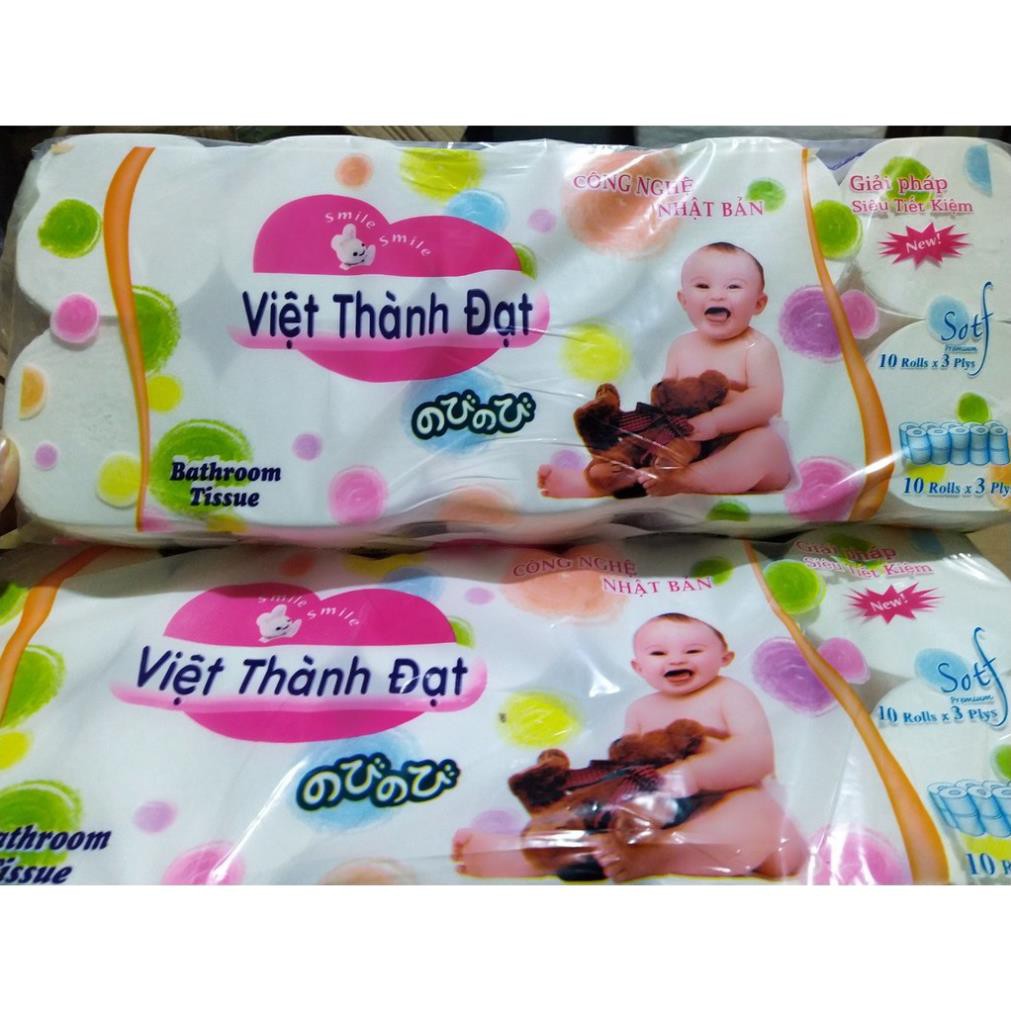 Smile Smile
Việt Thành Đạt
のびのび
Bathroom
Tissue
CÔNG NGHỆ
NHẬT BẢN
Giải pháp
Siêu Tiết Kiệm
New!
Sotf
Premium
10 Rolls x 3 Plys
10 Rolls x 3 Ply
Smile Smile
Việt Thành Đạt
のびのび
athroom
issue
CÔNG NGHỆ
NHẬT BẢN
Giải pháp
Siêu Tiết Kiệm
New!
Sotf
Premium
10 Rolls x 3 Plys
10 R